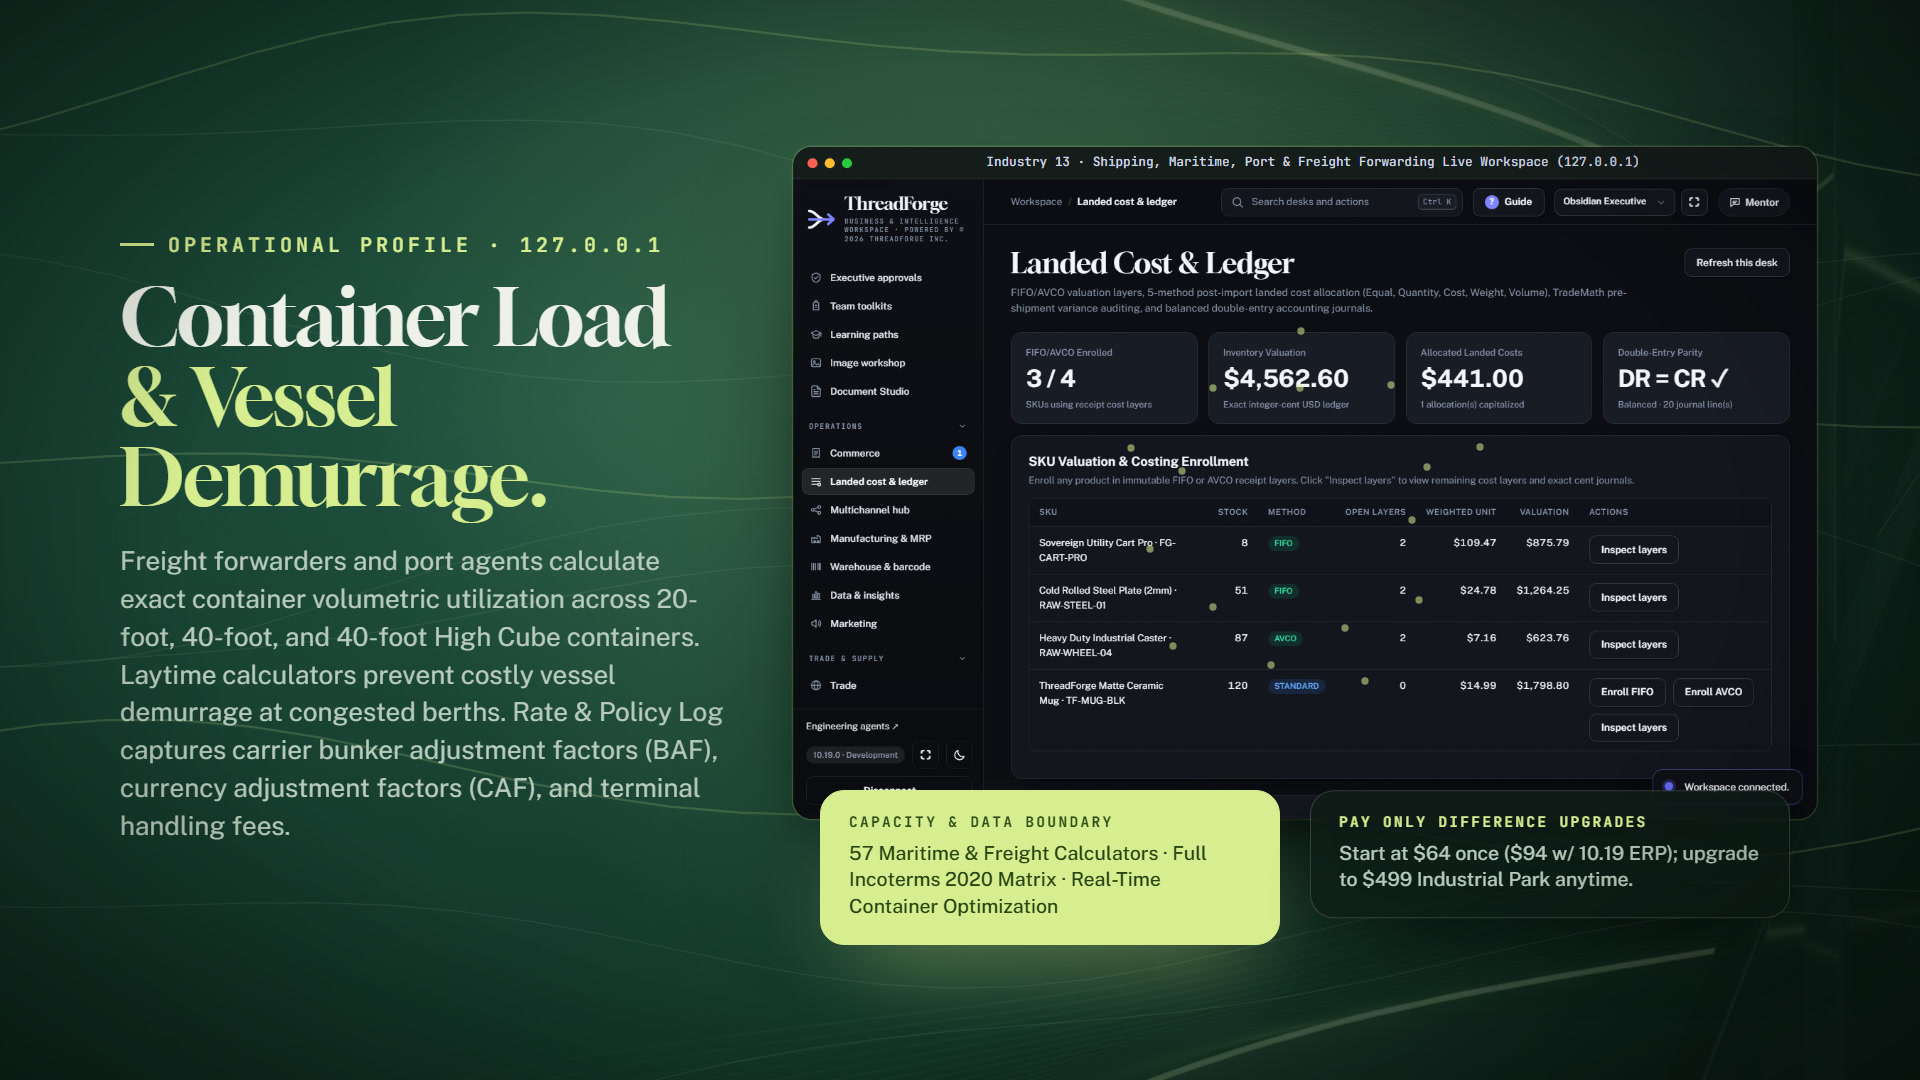 OPERATIONAL PROFILE · 127.0.0.1
Container Load
& Vessel
Demurrage.
Freight forwarders and port agents calculate
exact container volumetric utilization across 20-
foot, 40-foot, and 40-foot High Cube containers.
Laytime calculators prevent costly vessel
demurrage at congested berths. Rate & Policy Log
captures carrier bunker adjustment factors (BAF),
currency adjustment factors (CAF), and terminal
handling fees.
Industry 13 · Shipping, Maritime, Port & Freight Forwarding Live Workspace (127.0.0.1)
ThreadForge
BUSINESS & INTELLIGENCE
WORKSPACE · POWERED BY ©
2026 THREADFORGE INC.
Executive approvals
Team toolkits
Learning paths
Image workshop
Document Studio
OPERATIONS
Commerce 1
Landed cost & ledger
Multichannel hub
Manufacturing & MRP
Warehouse & barcode
Data & insights
Marketing
TRADE & SUPPLY
Trade
Engineering agents ↗
10.19.0 · Development
Workspace / Landed cost & ledger
Search desks and actions Ctrl K
? Guide
Obsidian Executive
Mentor
Landed Cost & Ledger
Refresh this desk
FIFO/AVCO valuation layers, 5-method post-import landed cost allocation (Equal, Quantity, Cost, Weight, Volume), TradeMath pre-
shipment variance auditing, and balanced double-entry accounting journals.
FIFO/AVCO Enrolled
3 / 4
SKUs using receipt cost layers
Inventory Valuation
$4,562.60
Exact integer-cent USD ledger
Allocated Landed Costs
$441.00
1 allocation(s) capitalized
Double-Entry Parity
DR = CR ✓
Balanced · 20 journal line(s)
SKU Valuation & Costing Enrollment
Enroll any product in immutable FIFO or AVCO receipt layers. Click "Inspect layers" to view remaining cost layers and exact cent journals.
SKU STOCK METHOD OPEN LAYERS WEIGHTED UNIT VALUATION ACTIONS
Sovereign Utility Cart Pro · FG-
CART-PRO
8 FIFO 2 $109.47 $875.79 Inspect layers
Cold Rolled Steel Plate (2mm) ·
RAW-STEEL-01
51 FIFO 2 $24.78 $1,264.25 Inspect layers
Heavy Duty Industrial Caster ·
RAW-WHEEL-04
87 AVCO 2 $7.16 $623.76 Inspect layers
ThreadForge Matte Ceramic
Mug · TF-MUG-BLK
120 STANDARD 0 $14.99 $1,798.80 Enroll FIFO Enroll AVCO
Inspect layers
Workspace connected.
CAPACITY & DATA BOUNDARY
57 Maritime & Freight Calculators · Full
Incoterms 2020 Matrix · Real-Time
Container Optimization
PAY ONLY DIFFERENCE UPGRADES
Start at $64 once ($94 w/ 10.19 ERP); upgrade
to $499 Industrial Park anytime.